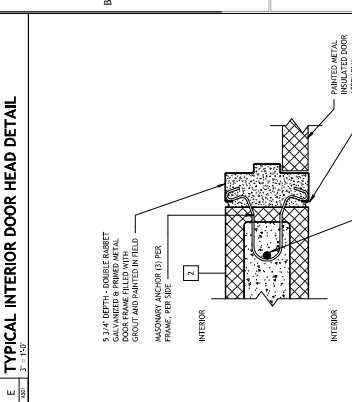 E
A801
TYPICAL INTERIOR DOOR HEAD DETAIL
3" = 1'-0"
5 3/4" DEPTH - DOUBLE RABBET
GALVANIZED & PRIMED METAL
DOOR FRAME FILLED WITH
GROUT AND PAINTED IN FIELD
MASONARY ANCHOR (3) PER
FRAME, PER SIDE
2
INTERIOR
INTERIOR
PAINTED METAL
INSULATED DOOR